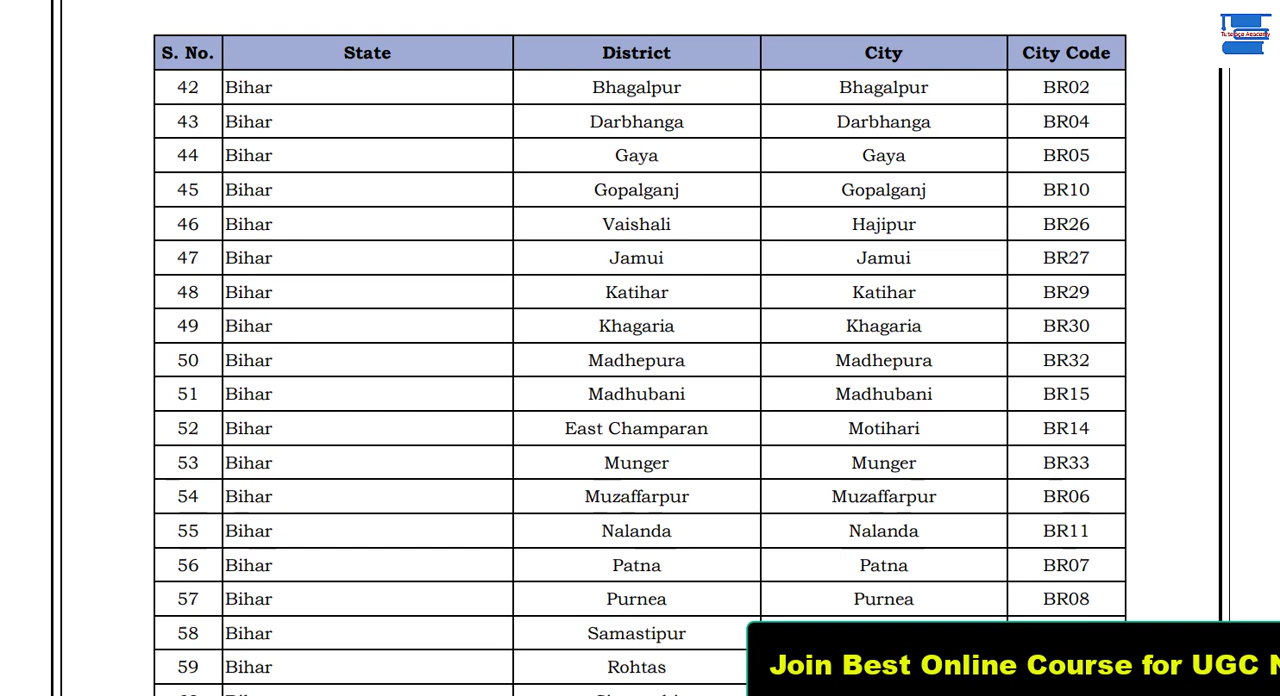 S. No. State District City City Code
42 Bihar Bhagalpur Bhagalpur BR02
43 Bihar Darbhanga Darbhanga BR04
44 Bihar Gaya Gaya BR05
45 Bihar Gopalganj Gopalganj BR10
46 Bihar Vaishali Hajipur BR26
47 Bihar Jamui Jamui BR27
48 Bihar Katihar Katihar BR29
49 Bihar Khagaria Khagaria BR30
50 Bihar Madhepura Madhepura BR32
51 Bihar Madhubani Madhubani BR15
52 Bihar East Champaran Motihari BR14
53 Bihar Munger Munger BR33
54 Bihar Muzaffarpur Muzaffarpur BR06
55 Bihar Nalanda Nalanda BR11
56 Bihar Patna Patna BR07
57 Bihar Purnea Purnea BR08
58 Bihar Samastipur
59 Bihar Rohtas
Join Best Online Course for UGC N